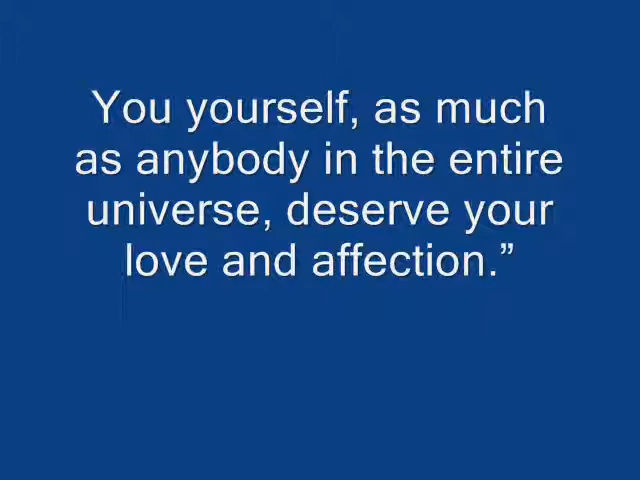 You yourself, as much
as anybody in the entire
universe, deserve your
love and affection.”